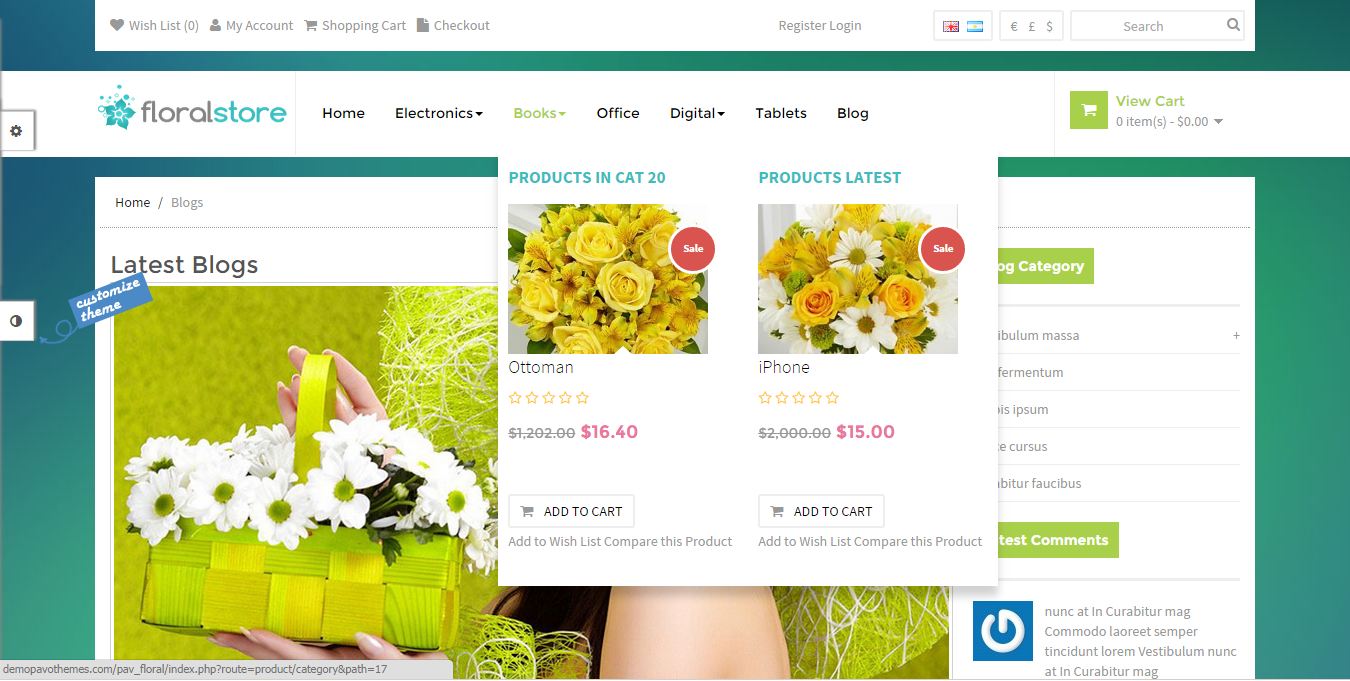 Wish List (0) My Account Shopping Cart Checkout
Register Login
€ £ $
Search
floralstore
Home Electronics Books Office Digital Tablets Blog
View Cart
0 item(s) - $0.00
PRODUCTS IN CAT 20
Sale
Ottoman
$1,202.00 $16.40
ADD TO CART
Add to Wish List Compare this Product
PRODUCTS LATEST
Sale
iPhone
$2,000.00 $15.00
ADD TO CART
Add to Wish List Compare this Product
Home / Blogs
Latest Blogs
customize
theme
og Category
ibulum massa +
fermentum
is ipsum
e cursus
bitur faucibus
test Comments
nunc at In Curabitur mag
Commodo laoreet semper
tincidunt lorem Vestibulum nunc
at In Curabitur mag
demopavothemes.com/pav_floral/index.php?route=product/category&path=17